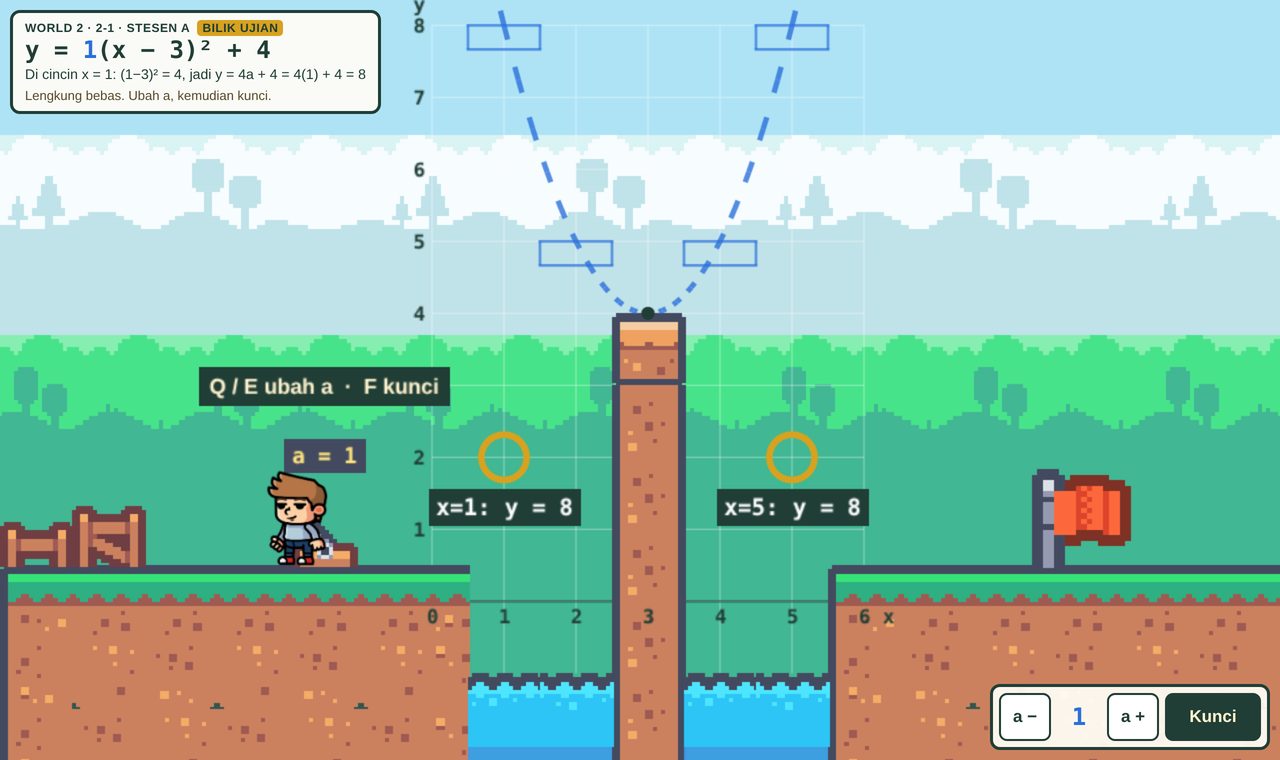 WORLD 2 · 2-1 · STESEN A BILIK UJIAN
y = 1(x − 3)² + 4
Di cincin x = 1: (1−3)² = 4, jadi y = 4a + 4 = 4(1) + 4 = 8
Lengkung bebas. Ubah a, kemudian kunci.
y
8
7
6
5
4
Q / E ubah a · F kunci
a = 1
2
x=1: y = 8
x=5: y = 8
1
0 1 2 3 4 5 6 x
a − 1 a + Kunci